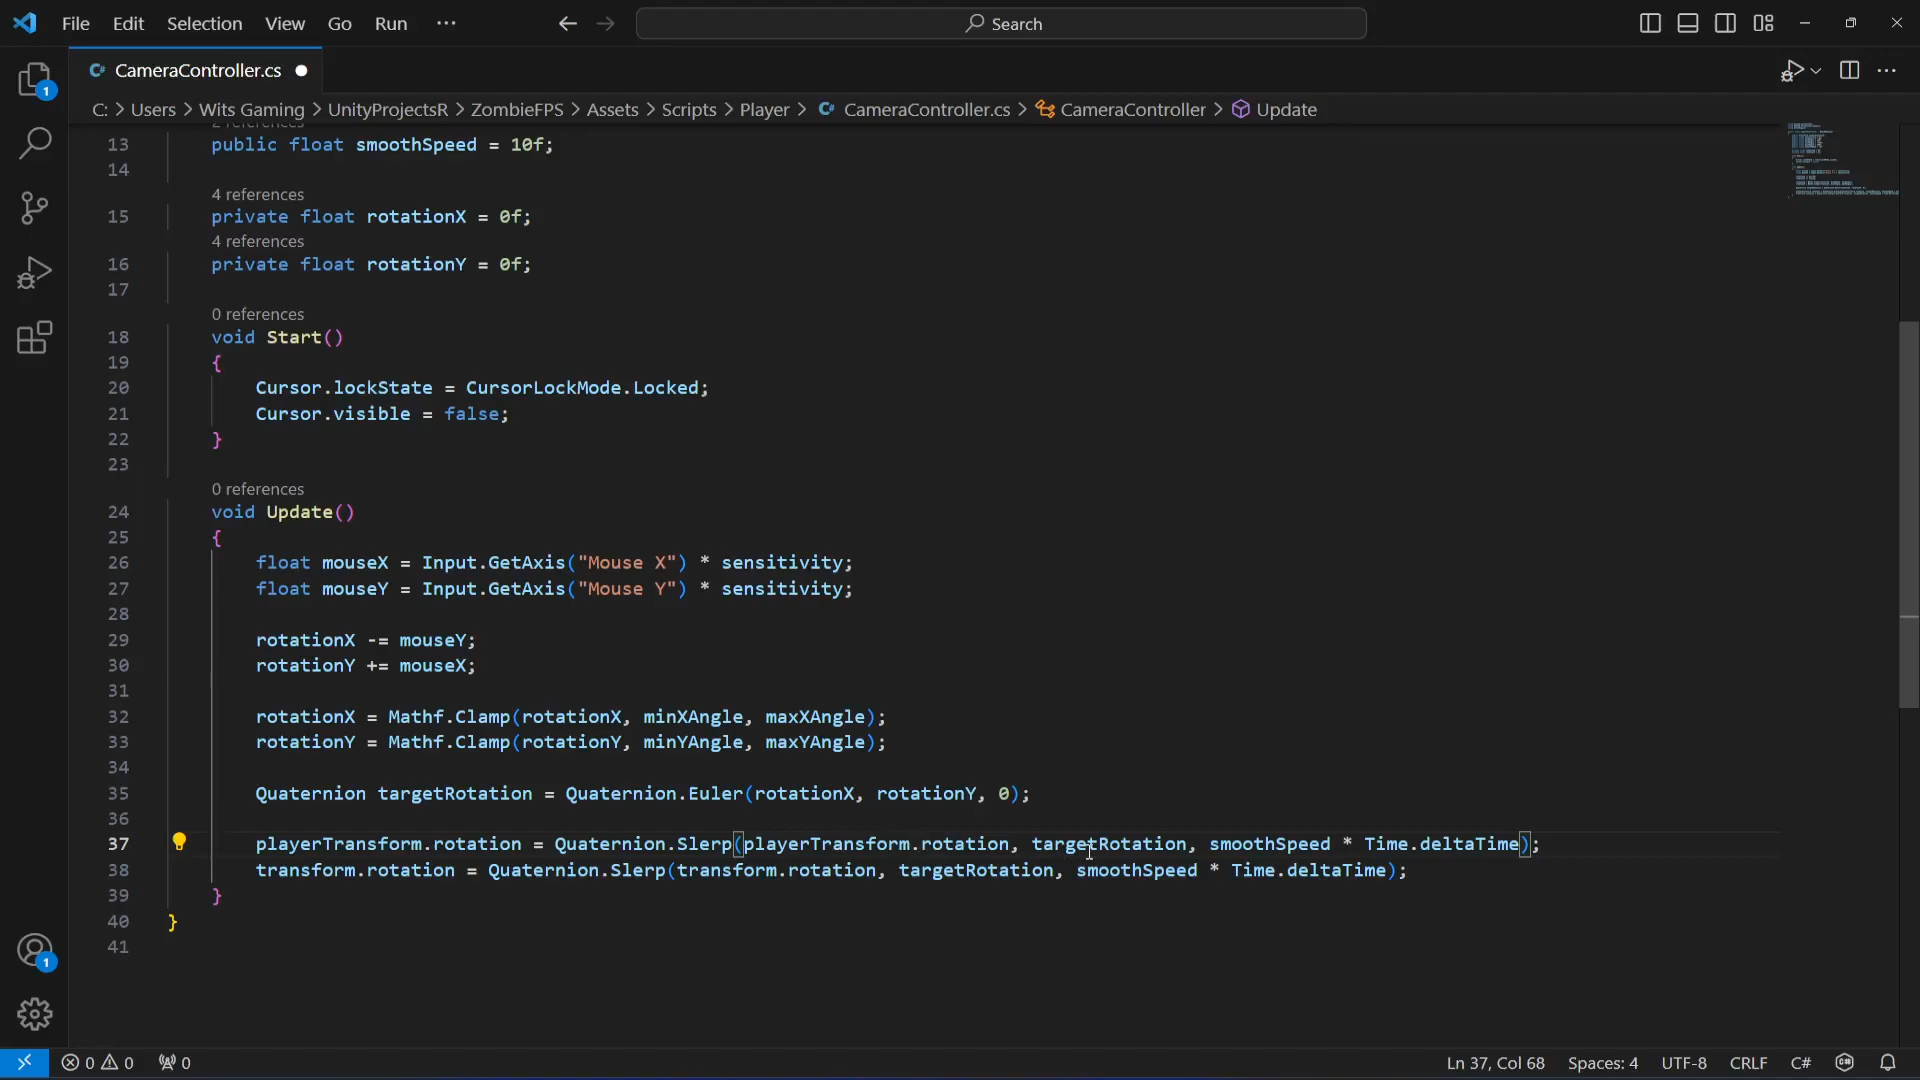 File Edit Selection View Go Run ··· Search
CameraController.cs
C: > Users > Wits Gaming > UnityProjectsR > ZombieFPS > Assets > Scripts > Player > CameraController.cs > CameraController > Update
2 references
13 public float smoothSpeed = 10f;
14
4 references
15 private float rotationX = 0f;
4 references
16 private float rotationY = 0f;
17
0 references
18 void Start()
19 {
20 Cursor.lockState = CursorLockMode.Locked;
21 Cursor.visible = false;
22 }
23
0 references
24 void Update()
25 {
26 float mouseX = Input.GetAxis("Mouse X") * sensitivity;
27 float mouseY = Input.GetAxis("Mouse Y") * sensitivity;
28
29 rotationX -= mouseY;
30 rotationY += mouseX;
31
32 rotationX = Mathf.Clamp(rotationX, minXAngle, maxXAngle);
33 rotationY = Mathf.Clamp(rotationY, minYAngle, maxYAngle);
34
35 Quaternion targetRotation = Quaternion.Euler(rotationX, rotationY, 0);
36
37 playerTransform.rotation = Quaternion.Slerp(playerTransform.rotation, targetRotation, smoothSpeed * Time.deltaTime);
38 transform.rotation = Quaternion.Slerp(transform.rotation, targetRotation, smoothSpeed * Time.deltaTime);
39 }
40 }
41
1
1
0 0 0 Ln 37, Col 68 Spaces: 4 UTF-8 CRLF C#